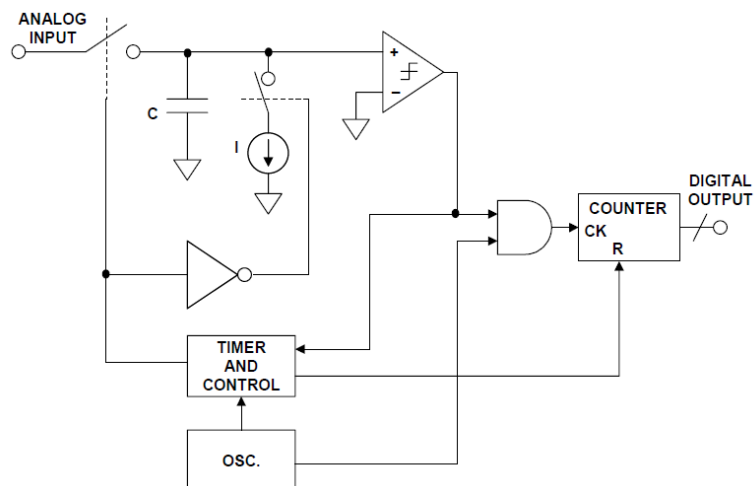 ANALOG
INPUT
+
−
C
I
DIGITAL
OUTPUT
COUNTER
CK
R
TIMER
AND
CONTROL
OSC.